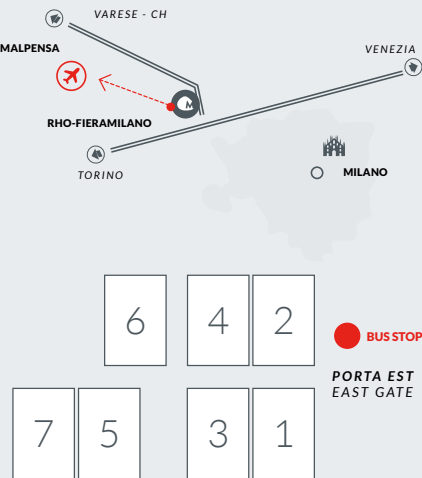 VARESE - CH
MALPENSA
VENEZIA
M
RHO-FIERAMILANO
TORINO
MILANO
6 4 2
BUS STOP
PORTA EST
EAST GATE
7 5 3 1